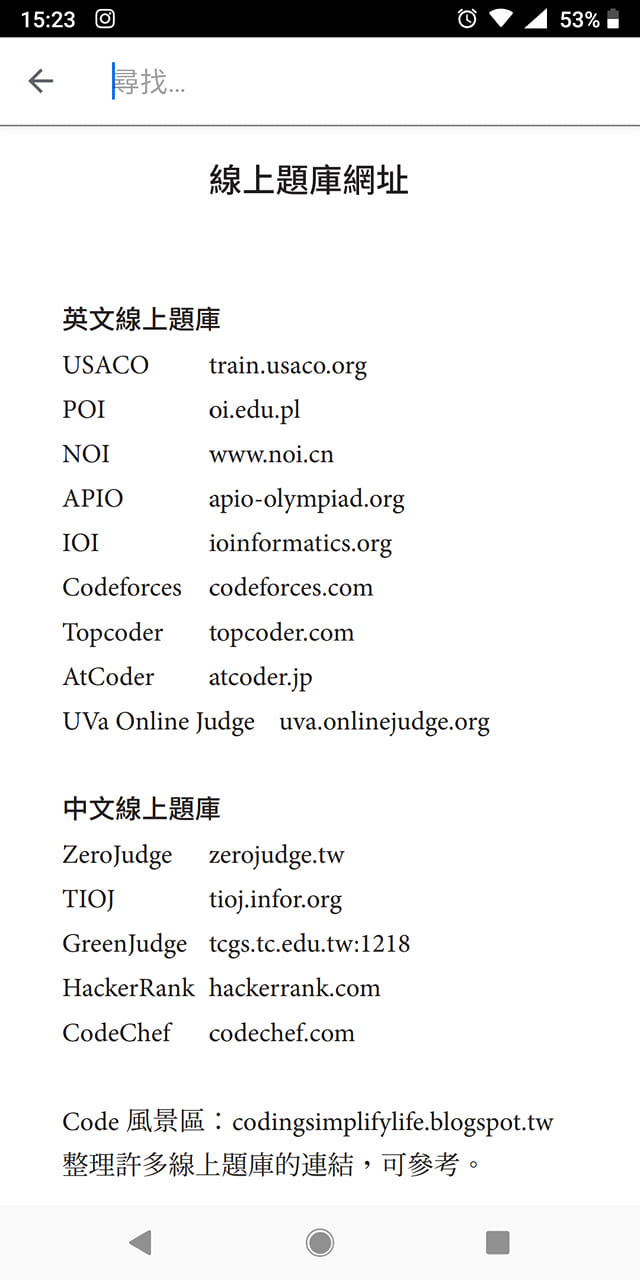 15:23 53%
尋找...
線上題庫網址
英文線上題庫
USACO train.usaco.org
POI oi.edu.pl
NOI www.noi.cn
APIO apio-olympiad.org
IOI ioinformatics.org
Codeforces codeforces.com
Topcoder topcoder.com
AtCoder atcoder.jp
UVa Online Judge uva.onlinejudge.org
中文線上題庫
ZeroJudge zerojudge.tw
TIOJ tioj.infor.org
GreenJudge tcgs.tc.edu.tw:1218
HackerRank hackerrank.com
CodeChef codechef.com
Code 風景區：codingsimplifylife.blogspot.tw
整理許多線上題庫的連結，可參考。